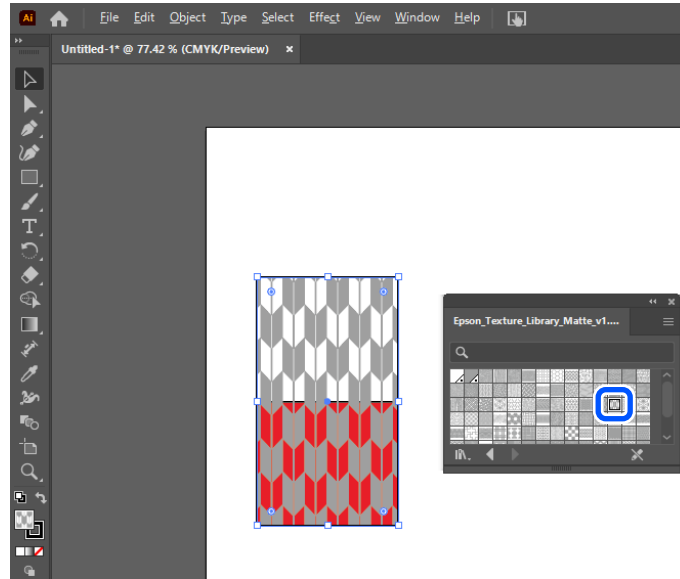 Ai File Edit Object Type Select Effect View Window Help
Untitled-1* @ 77.42 % (CMYK/Preview) ×
Epson_Texture_Library_Matte_v1....